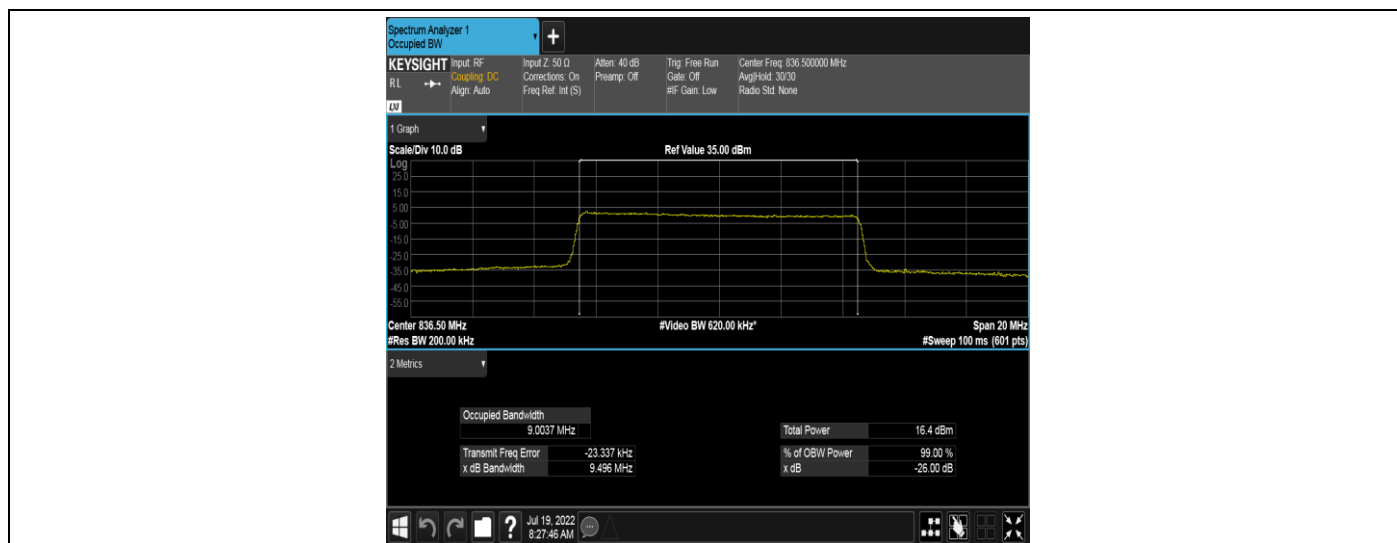 Spectrum Analyzer 1
Occupied BW
+
KEYSIGHT Input: RF Input Z: 50 Ω Atten: 40 dB Trig: Free Run Center Freq: 836.500000 MHz
RL Coupling: DC Corrections: On Preamp: Off Gate: Off Avg|Hold: 30/30
Align: Auto Freq Ref: Int (S) #IF Gain: Low Radio Std: None
LXI
1 Graph
Scale/Div 10.0 dB Ref Value 35.00 dBm
Log
25.0
15.0
5.00
-5.00
-15.0
-25.0
-35.0
-45.0
-55.0
Center 836.50 MHz #Video BW 620.00 kHz* Span 20 MHz
#Res BW 200.00 kHz #Sweep 100 ms (601 pts)
2 Metrics
Occupied Bandwidth
9.0037 MHz Total Power 16.4 dBm
Transmit Freq Error -23.337 kHz % of OBW Power 99.00 %
x dB Bandwidth 9.496 MHz x dB -26.00 dB
? Jul 19, 2022
8:27:46 AM